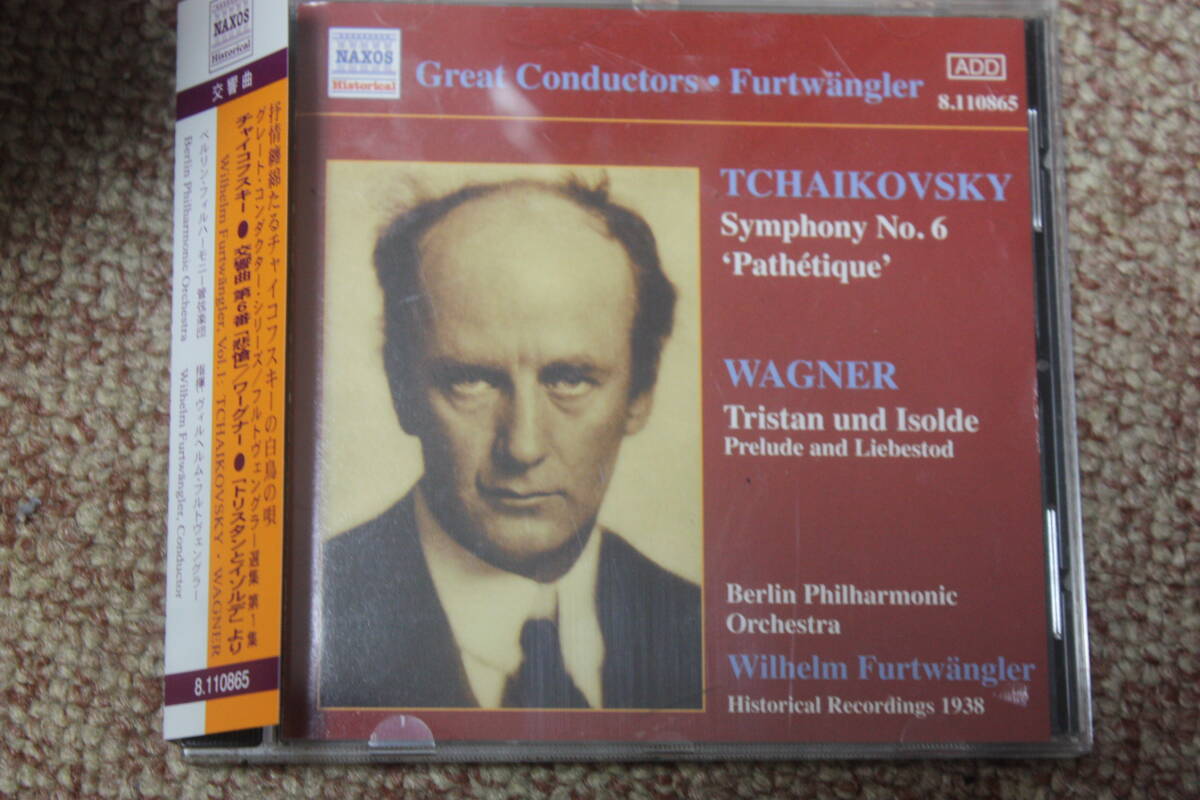 NAXOS
Historical
交響曲
抒情纏綿たるチャイコフスキーの白鳥の唄
グレート・コンダクター・シリーズ/フルトヴェングラー選集 第1集
チャイコフスキー●交響曲 第6番「悲愴」/ワーグナー●「トリスタンとイゾルデ」より
Wilhelm Furtwängler, Vol.1: TCHAIKOVSKY・WAGNER
ベルリン・フィルハーモニー管弦楽団 指揮:ヴィルヘルム・フルトヴェングラー
Berlin Philharmonic Orchestra Wilhelm Furtwängler, Conductor
8.110865
NAXOS
Historical
Great Conductors • Furtwängler
ADD
8.110865
TCHAIKOVSKY
Symphony No. 6
‘Pathétique’
WAGNER
Tristan und Isolde
Prelude and Liebestod
Berlin Philharmonic
Orchestra
Wilhelm Furtwängler
Historical Recordings 1938